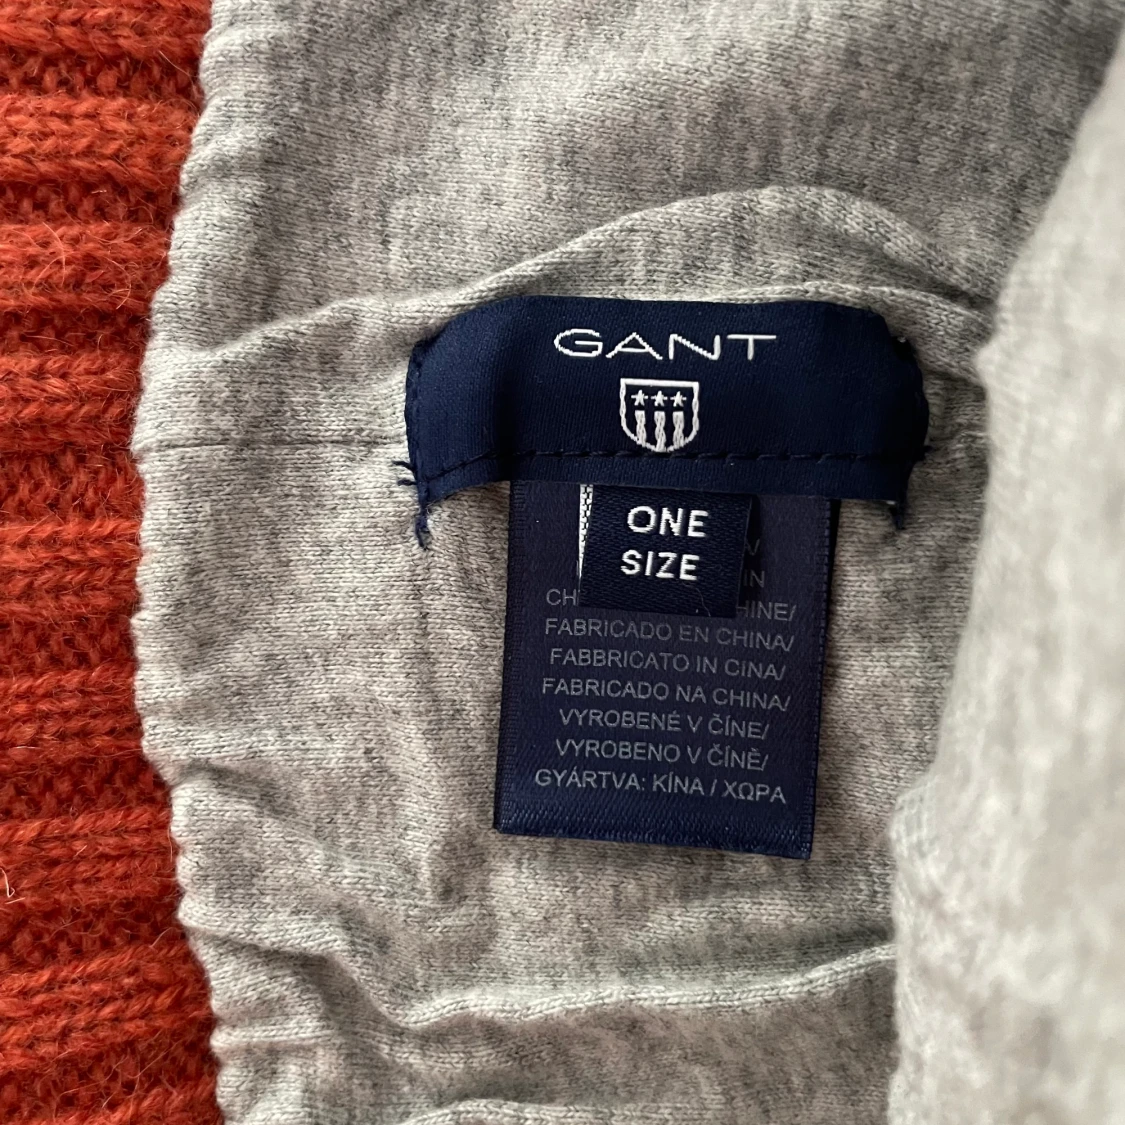 GANT
ONE
SIZE
IN
FABRICADO EN CHINA/
FABBRICATO IN CINA/
FABRICADO NA CHINA/
VYROBENÉ V ČÍNE/
VYROBENO V ČÍNĚ/
GYÁRTVA: KÍNA / ΧΩΡΑ